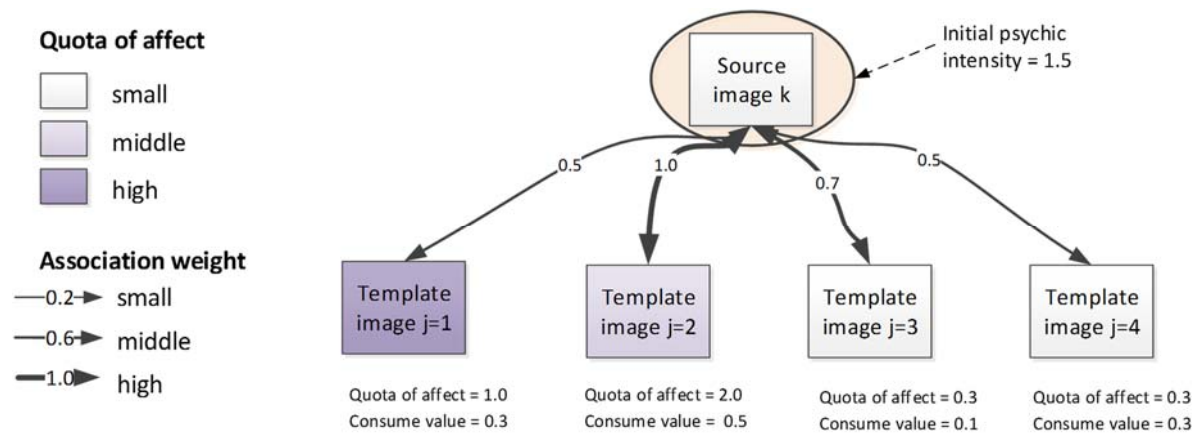 Quota of affect
small
middle
high
Association weight
0.2 small
0.6 middle
1.0 high
Source
image k
Initial psychic
intensity = 1.5
0.5
1.0
0.7
0.5
Template
image j=1
Template
image j=2
Template
image j=3
Template
image j=4
Quota of affect = 1.0
Consume value = 0.3
Quota of affect = 2.0
Consume value = 0.5
Quota of affect = 0.3
Consume value = 0.1
Quota of affect = 0.3
Consume value = 0.3